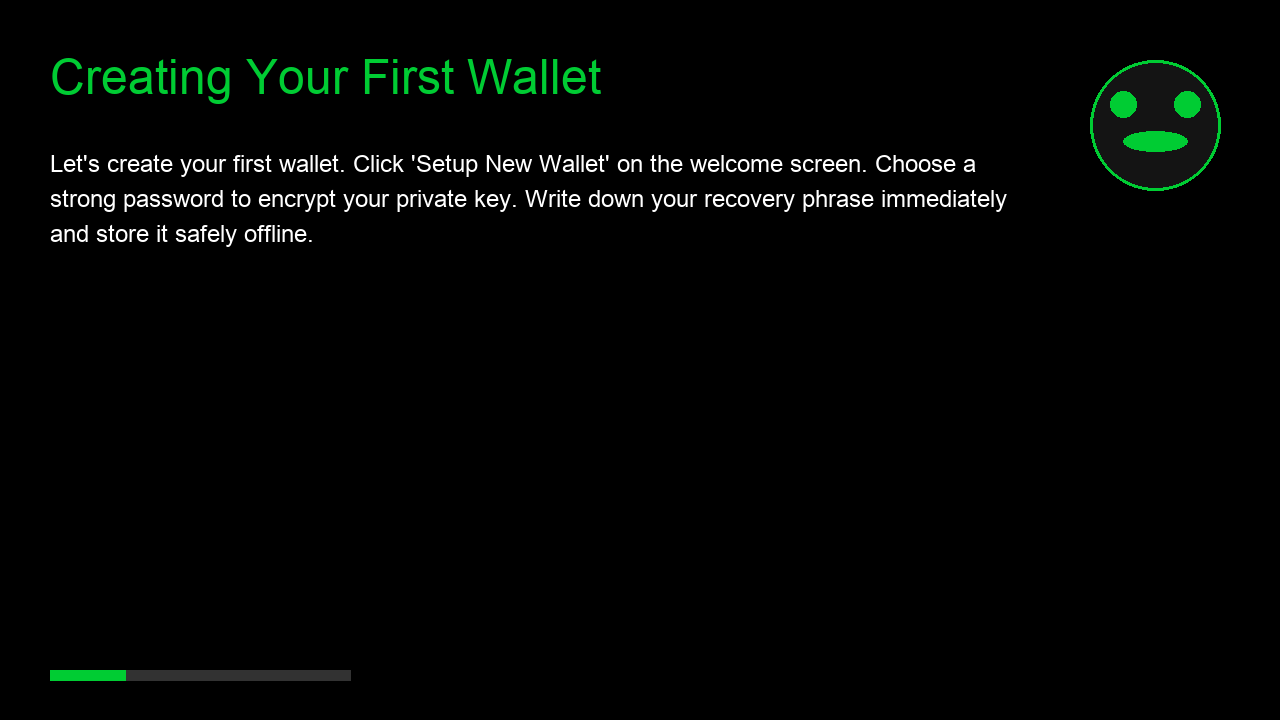 Creating Your First Wallet
Let's create your first wallet. Click 'Setup New Wallet' on the welcome screen. Choose a
strong password to encrypt your private key. Write down your recovery phrase immediately
and store it safely offline.